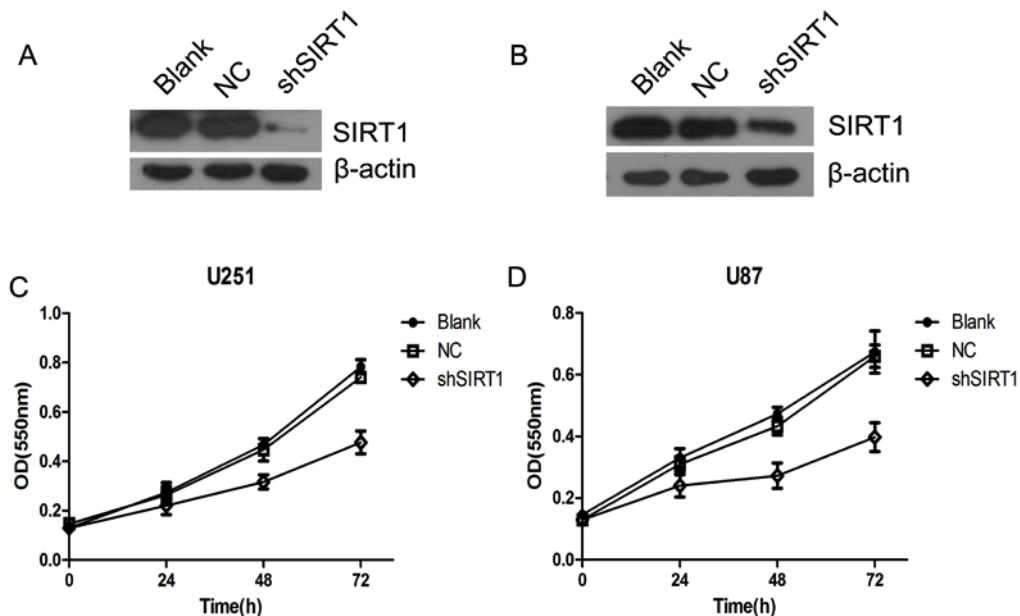 A
Blank
NC
shSIRT1
SIRT1
β-actin
B
Blank
NC
shSIRT1
SIRT1
β-actin
C
U251
OD(550nm)
1.0
0.8
0.6
0.4
0.2
0.0
0 24 48 72
Time(h)
Blank
NC
shSIRT1
D
U87
OD(550nm)
0.8
0.6
0.4
0.2
0.0
0 24 48 72
Time(h)
Blank
NC
shSIRT1